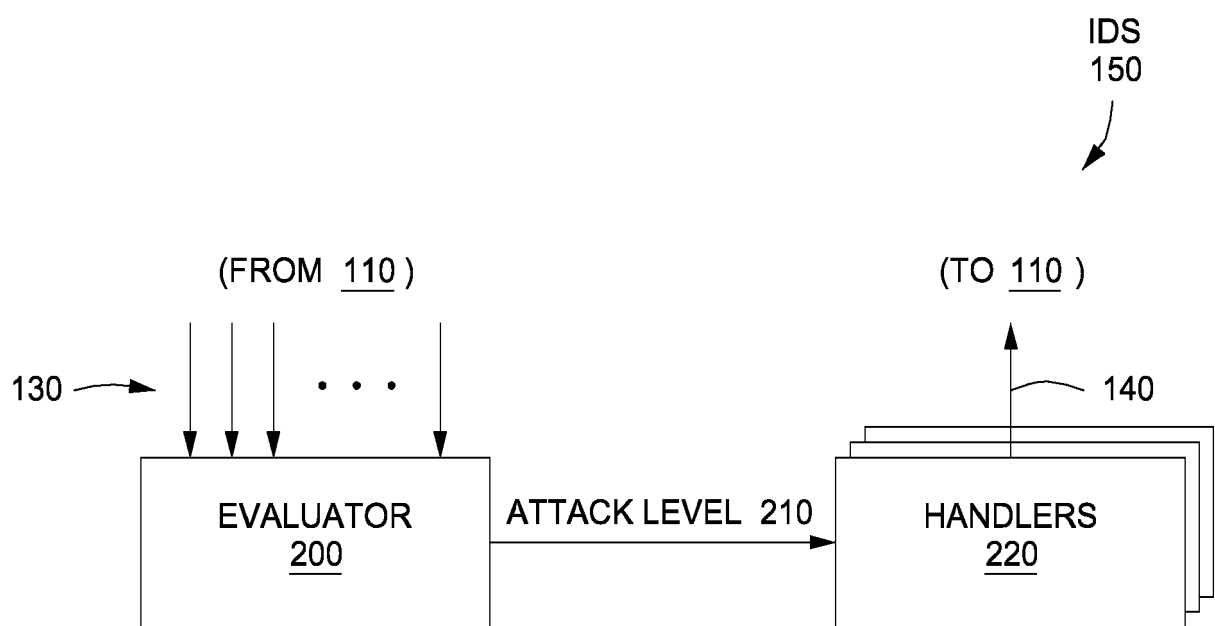 IDS
150
(FROM 110 )
(TO 110 )
130
• • •
140
EVALUATOR
200
ATTACK LEVEL 210
HANDLERS
220